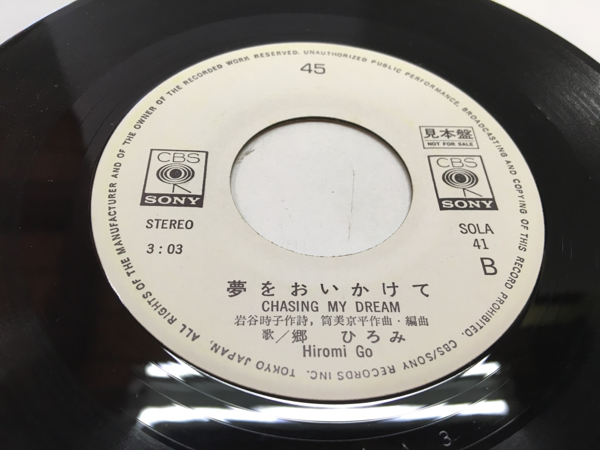 ALL RIGHTS OF THE MANUFACTURER AND OF THE OWNER OF THE RECORDED WORK RESERVED. UNAUTHORIZED PUBLIC PERFORMANCE, BROADCASTING AND COPYING OF THIS RECORD PROHIBITED. CBS/SONY RECORDS INC. TOKYO JAPAN.
45
見本盤
NOT FOR SALE
CBS
SONY
CBS
SONY
STEREO
3:03
SOLA
41
B
夢をおいかけて
CHASING MY DREAM
岩谷時子作詩，筒美京平作曲・編曲
歌／郷 ひろみ
Hiromi Go